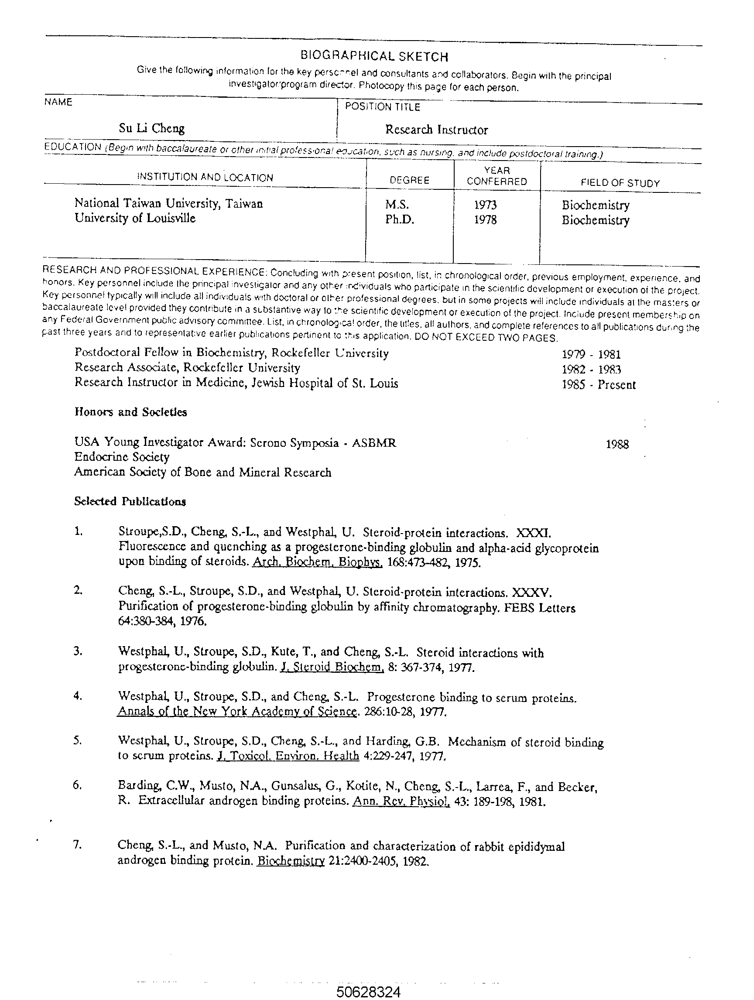 BIOGRAPHICAL SKETCH
Give the following information for the key personnel and consultants and collaborators. Begin with the principal
investigator/program director. Photocopy this page for each person.
NAME
POSITION TITLE
Su Li Cheng
Research Instructor
EDUCATION (Begin with baccalaureate or other initial professional education, such as nursing, and include postdoctoral training.)
INSTITUTION AND LOCATION
DEGREE
YEAR CONFERRED
FIELD OF STUDY
National Taiwan University, Taiwan M.S. 1973 Biochemistry
University of Louisville Ph.D. 1978 Biochemistry
RESEARCH AND PROFESSIONAL EXPERIENCE: Concluding with present position, list, in chronological order, previous employment, experience, and
honors. Key personnel include the principal investigator and any other individuals who participate in the scientific development or execution of the project.
Key personnel typically will include all individuals with doctoral or other professional degrees, but in some projects will include individuals at the masters or
baccalaureate level provided they contribute in a substantive way to the scientific development or execution of the project. Include present membership on
any Federal Government public advisory committee. List, in chronological order, the titles, all authors, and complete references to all publications during the
past three years and to representative earlier publications pertinent to this application. DO NOT EXCEED TWO PAGES.
Postdoctoral Fellow in Biochemistry, Rockefeller University 1979 - 1981
Research Associate, Rockefeller University 1982 - 1983
Research Instructor in Medicine, Jewish Hospital of St. Louis 1985 - Present
Honors and Societies
USA Young Investigator Award: Serono Symposia - ASBMR 1988
Endocrine Society
American Society of Bone and Mineral Research
Selected Publications
1. Stroupe,S.D., Cheng, S.-L., and Westphal, U. Steroid-protein interactions. XXXI.
Fluorescence and quenching as a progesterone-binding globulin and alpha-acid glycoprotein
upon binding of steroids. Arch. Biochem. Biophys. 168:473-482, 1975.
2. Cheng, S.-L., Stroupe, S.D., and Westphal, U. Steroid-protein interactions. XXXV.
Purification of progesterone-binding globulin by affinity chromatography. FEBS Letters
64:380-384, 1976.
3. Westphal, U., Stroupe, S.D., Kute, T., and Cheng, S.-L. Steroid interactions with
progesterone-binding globulin. J. Steroid Biochem. 8: 367-374, 1977.
4. Westphal, U., Stroupe, S.D., and Cheng, S.-L. Progesterone binding to serum proteins.
Annals of the New York Academy of Science. 286:10-28, 1977.
5. Westphal, U., Stroupe, S.D., Cheng, S.-L., and Harding, G.B. Mechanism of steroid binding
to serum proteins. J. Toxicol. Environ. Health 4:229-247, 1977.
6. Barding, C.W., Musto, N.A., Gunsalus, G., Kotite, N., Cheng, S.-L., Larrea, F., and Becker,
R. Extracellular androgen binding proteins. Ann. Rev. Physiol. 43: 189-198, 1981.
7. Cheng, S.-L., and Musto, N.A. Purification and characterization of rabbit epididymal
androgen binding protein. Biochemistry 21:2400-2405, 1982.
50628324